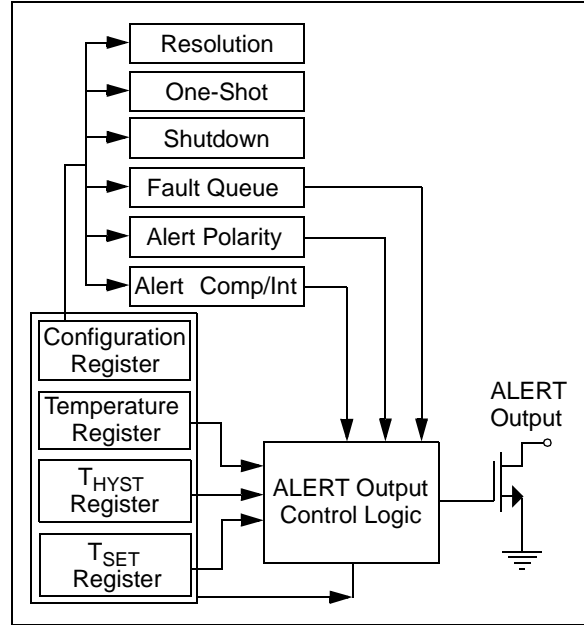 Resolution
One-Shot
Shutdown
Fault Queue
Alert Polarity
Alert Comp/Int
Configuration
Register
Temperature
Register
THYST
Register
TSET
Register
ALERT Output
Control Logic
ALERT
Output